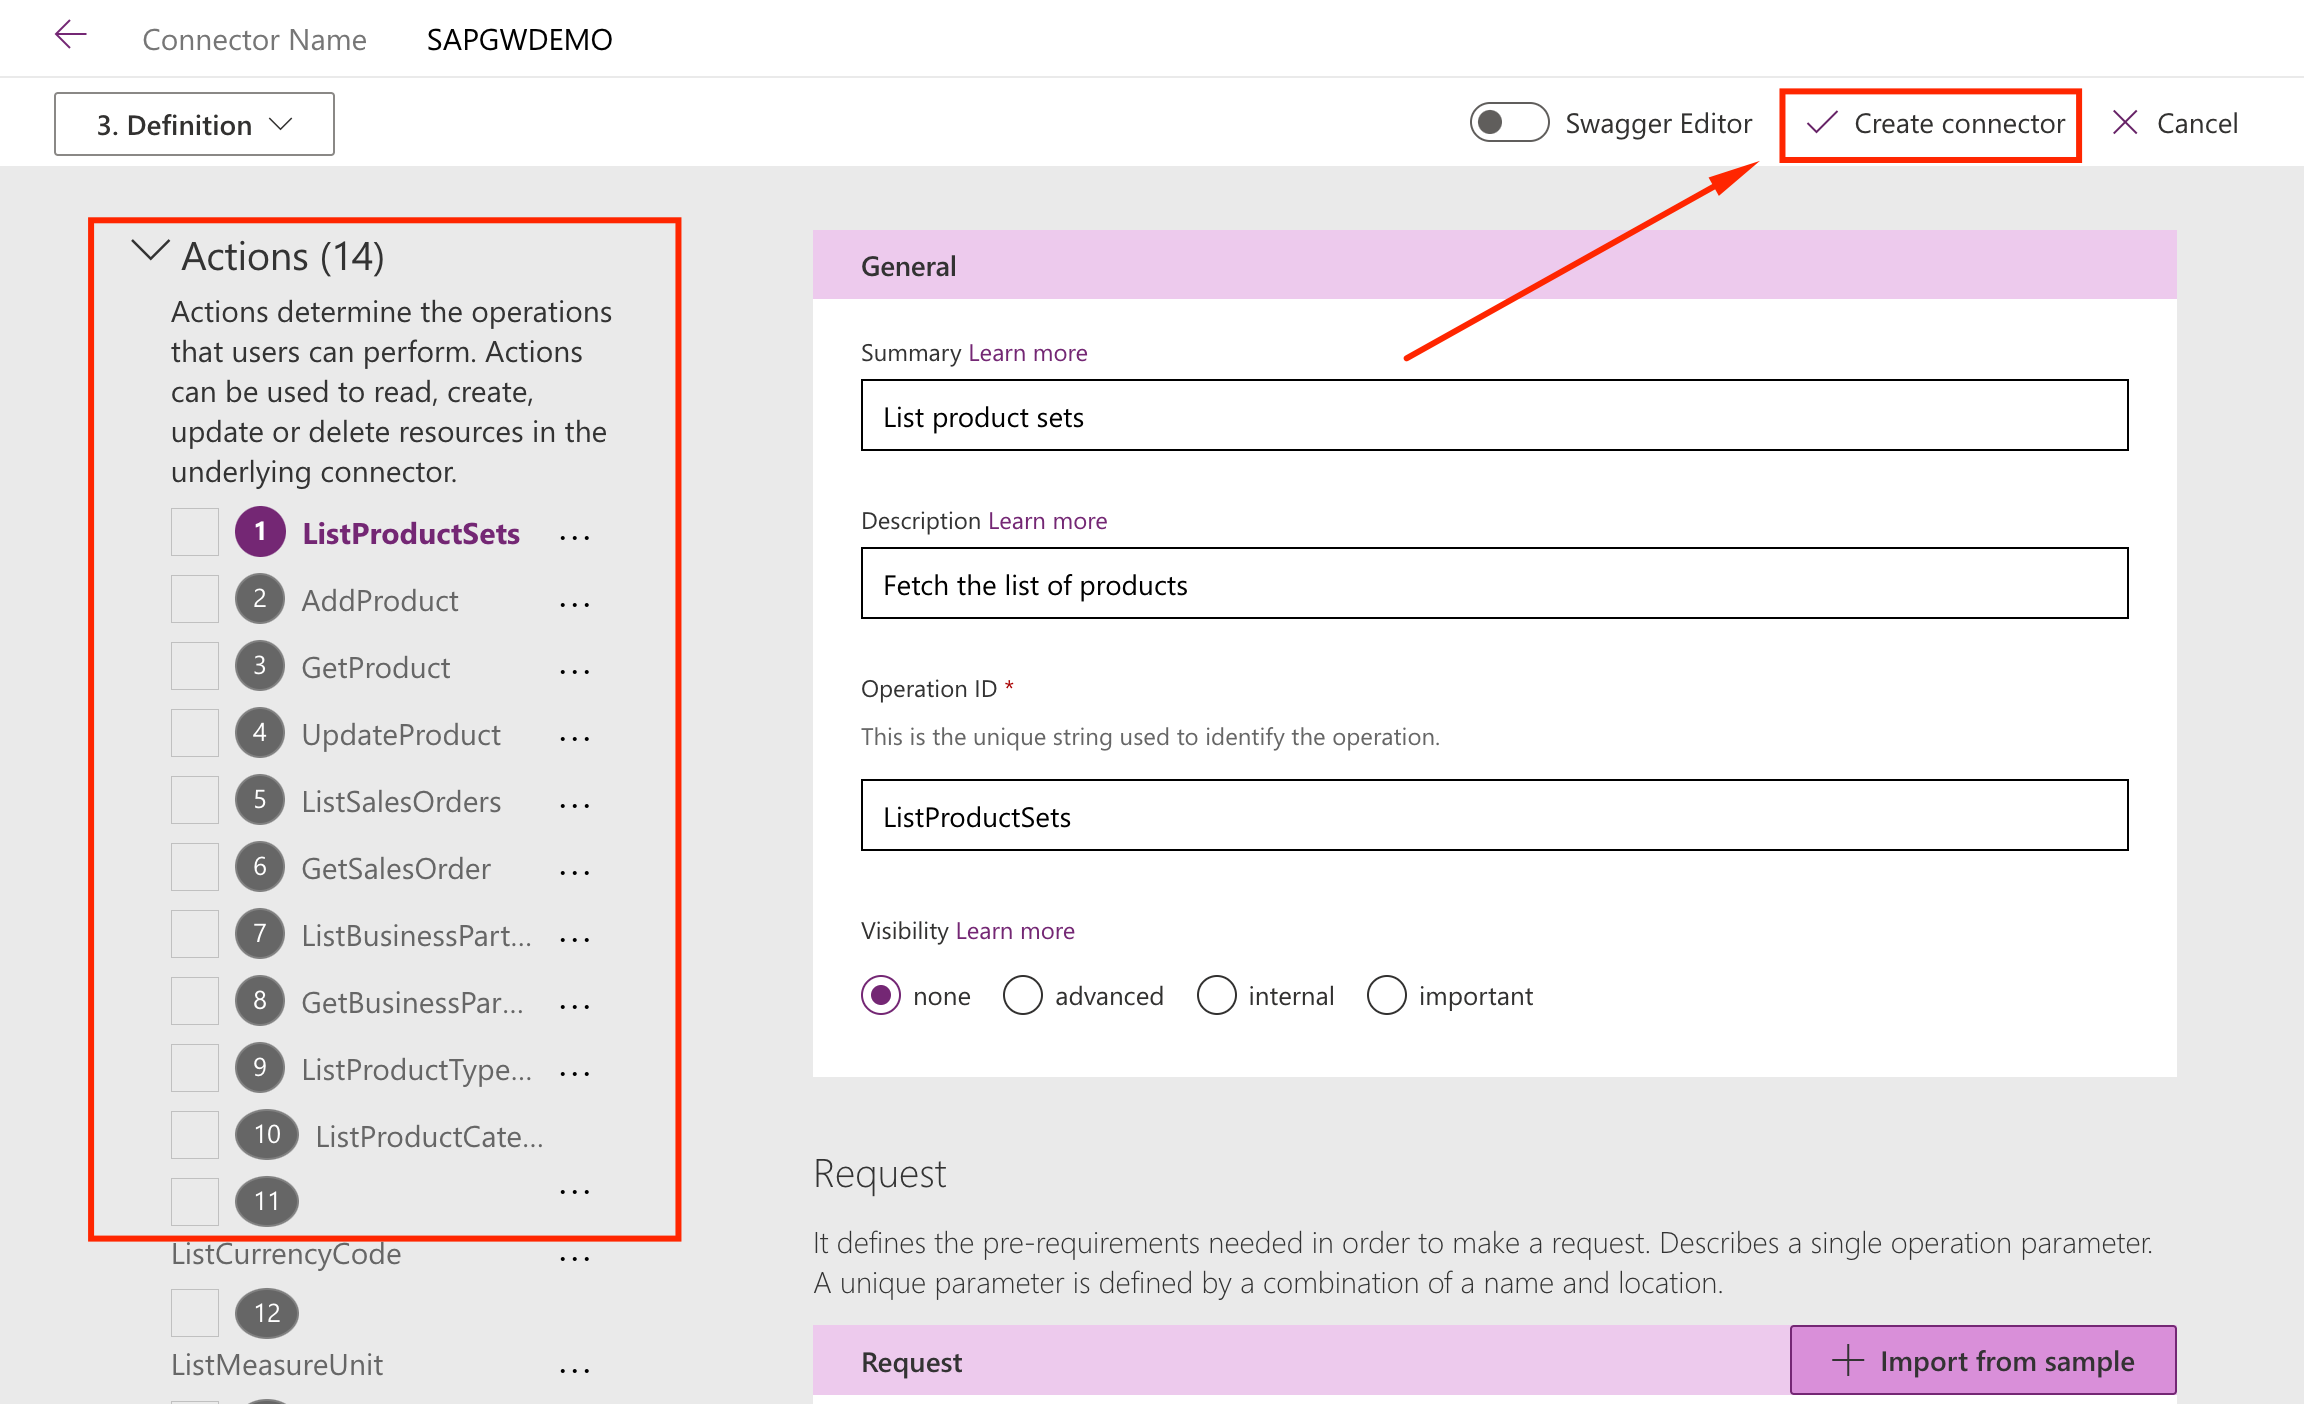 Connector Name SAPGWDEMO
3. Definition
Swagger Editor
Create connector
Cancel
Actions (14)
Actions determine the operations
that users can perform. Actions
can be used to read, create,
update or delete resources in the
underlying connector.
1 ListProductSets ...
2 AddProduct ...
3 GetProduct ...
4 UpdateProduct ...
5 ListSalesOrders ...
6 GetSalesOrder ...
7 ListBusinessPart... ...
8 GetBusinessPar... ...
9 ListProductType... ...
10 ListProductCate...
11 ...
ListCurrencyCode ...
12
ListMeasureUnit ...
General
Summary Learn more
List product sets
Description Learn more
Fetch the list of products
Operation ID *
This is the unique string used to identify the operation.
ListProductSets
Visibility Learn more
none advanced internal important
Request
It defines the pre-requirements needed in order to make a request. Describes a single operation parameter.
A unique parameter is defined by a combination of a name and location.
Request
Import from sample